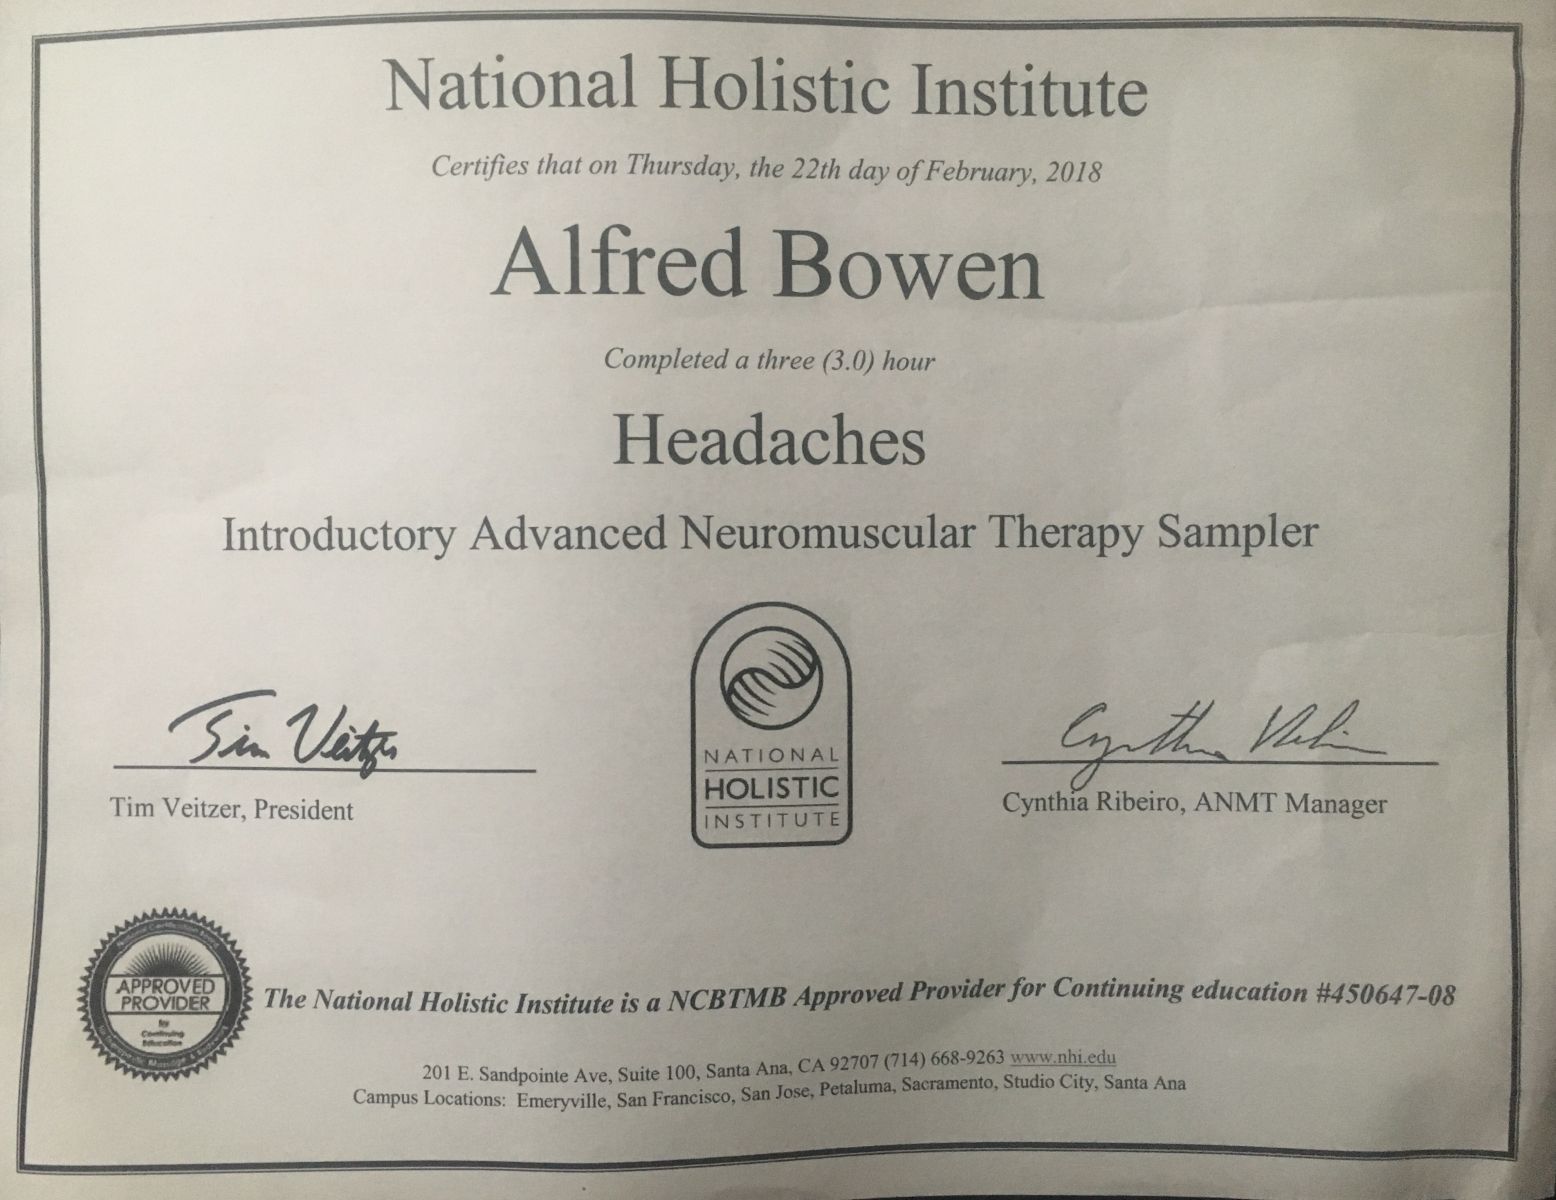 National Holistic Institute
Certifies that on Thursday, the 22th day of February, 2018
Alfred Bowen
Completed a three (3.0) hour
Headaches
Introductory Advanced Neuromuscular Therapy Sampler
Tim Veitzer
Tim Veitzer, President
NATIONAL
HOLISTIC
INSTITUTE
Cynthia
Cynthia Ribeiro, ANMT Manager
APPROVED
PROVIDER
for
Continuing
Education
The National Holistic Institute is a NCBTMB Approved Provider for Continuing education #450647-08
201 E. Sandpointe Ave, Suite 100, Santa Ana, CA 92707 (714) 668-9263 www.nhi.edu
Campus Locations: Emeryville, San Francisco, San Jose, Petaluma, Sacramento, Studio City, Santa Ana